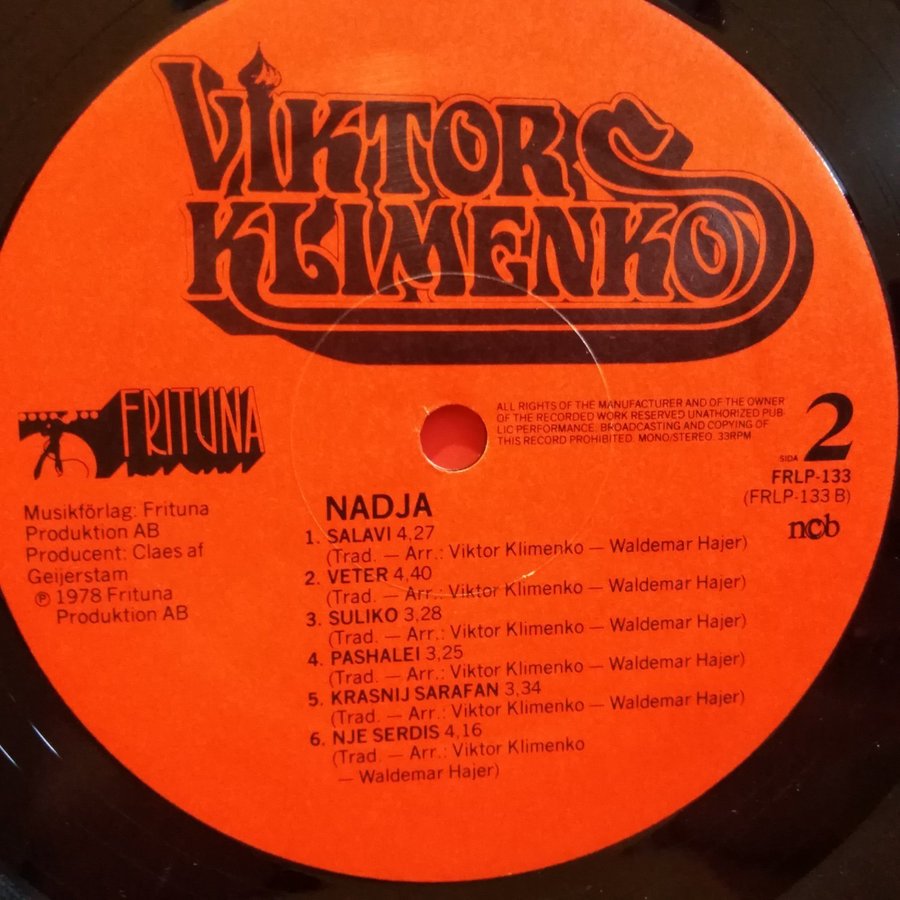 VIKTOR
KLIMENKO
FRITUNA
ALL RIGHTS OF THE MANUFACTURER AND OF THE OWNER
OF THE RECORDED WORK RESERVED UNATHORIZED PUB
LIC PERFORMANCE, BROADCASTING AND COPYING OF
THIS RECORD PROHIBITED. MONO/STEREO. 33RPM
SIDA 2
FRLP-133
(FRLP-133 B)
ncb
Musikförlag: Frituna
Produktion AB
Producent: Claes af
Geijerstam
℗ 1978 Frituna
Produktion AB
NADJA
1. SALAVI 4,27
(Trad. — Arr.: Viktor Klimenko — Waldemar Hajer)
2. VETER 4,40
(Trad. — Arr.: Viktor Klimenko — Waldemar Hajer)
3. SULIKO 3,28
(Trad. — Arr.: Viktor Klimenko — Waldemar Hajer)
4. PASHALEI 3,25
(Trad. — Arr.: Viktor Klimenko — Waldemar Hajer)
5. KRASNIJ SARAFAN 3,34
(Trad. — Arr.: Viktor Klimenko — Waldemar Hajer)
6. NJE SERDIS 4,16
(Trad. — Arr.: Viktor Klimenko
— Waldemar Hajer)